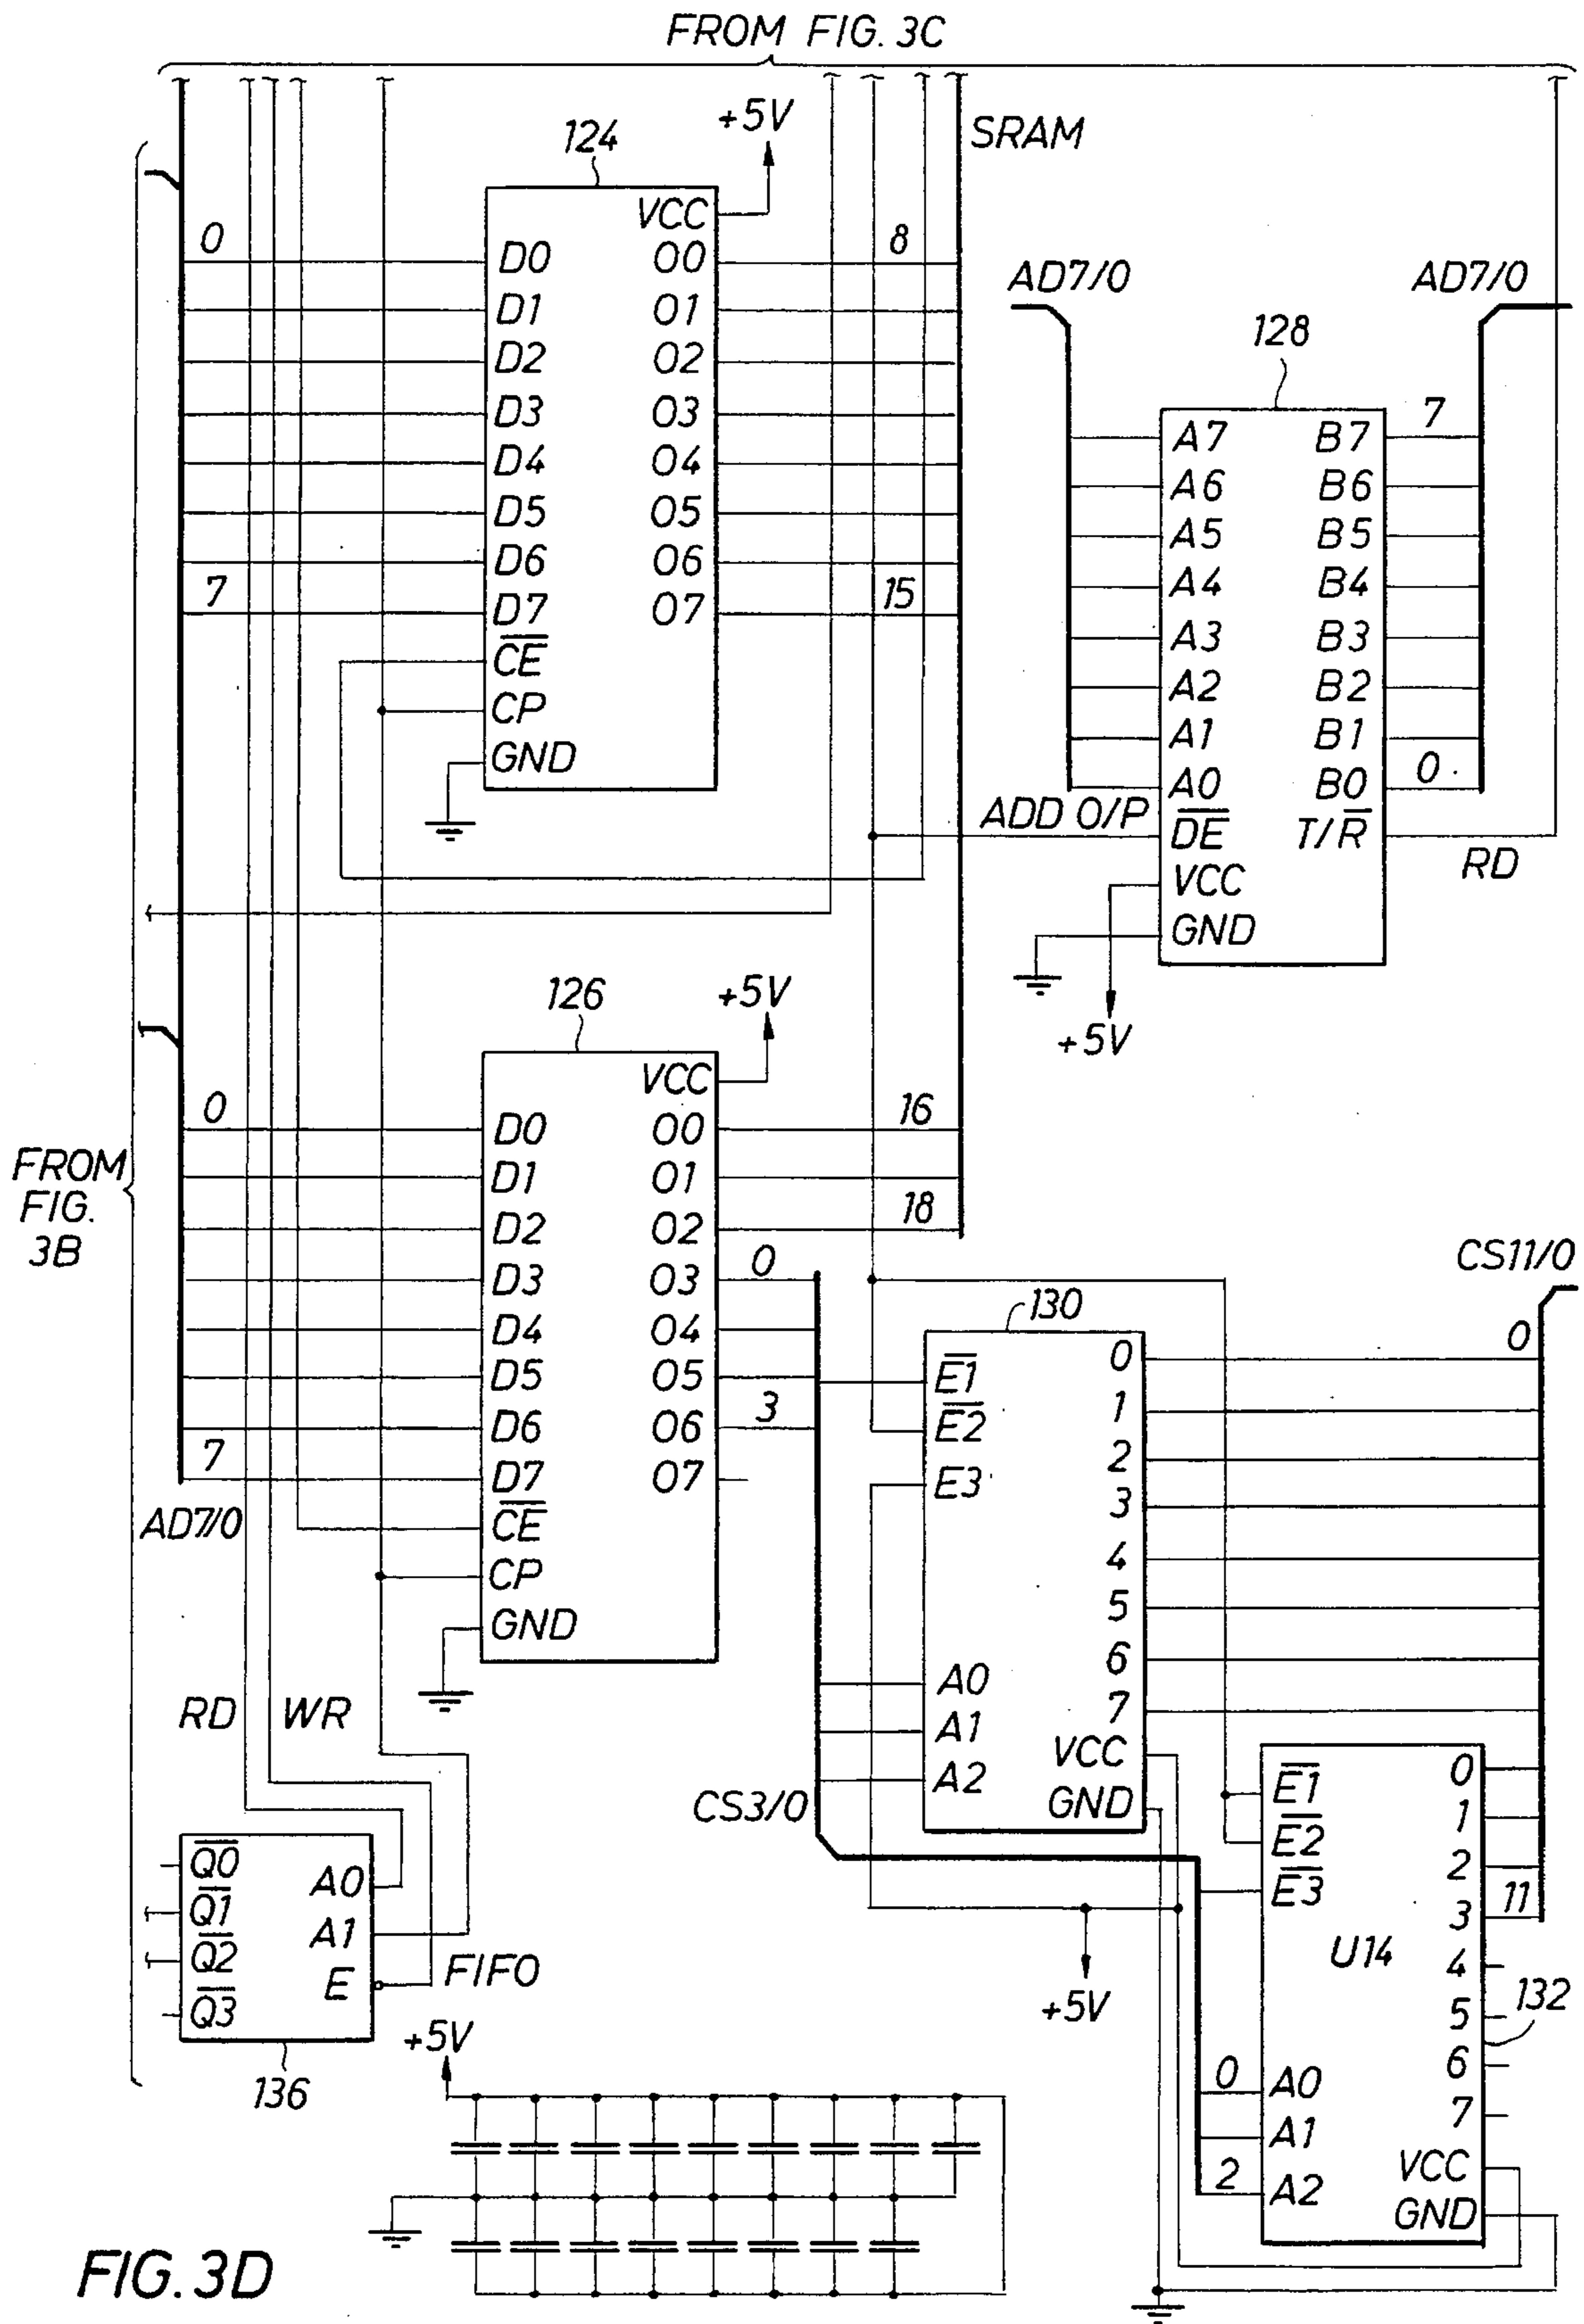 FROM FIG. 3C
+5V
SRAM
124
VCC
0
8
D0 O0
D1 O1
D2 O2
D3 O3
D4 O4
D5 O5
D6 O6
7
15
D7 O7
CE
CP
GND
AD7/0
AD7/0
128
7
A7 B7
A6 B6
A5 B5
A4 B4
A3 B3
A2 B2
A1 B1
0
A0 B0
ADD O/P
DE T/R
RD
VCC
GND
+5V
FROM
FIG.
3B
126
+5V
VCC
0
16
D0 O0
D1 O1
18
D2 O2
0
D3 O3
D4 O4
D5 O5
3
D6 O6
7
D7 O7
AD7/0
CE
CP
GND
CS11/0
130
0
E1 0
E2 1
2
E3 3
4
5
6
A0
7
A1
VCC
A2
GND
CS3/0
RD WR
Q0 A0
Q1 A1
Q2
E
Q3
FIFO
136
+5V
E1 0
E2 1
E3 2
3
11
U14
4
5
132
6
0
A0
7
A1
VCC
2
A2
GND
+5V
FIG. 3D